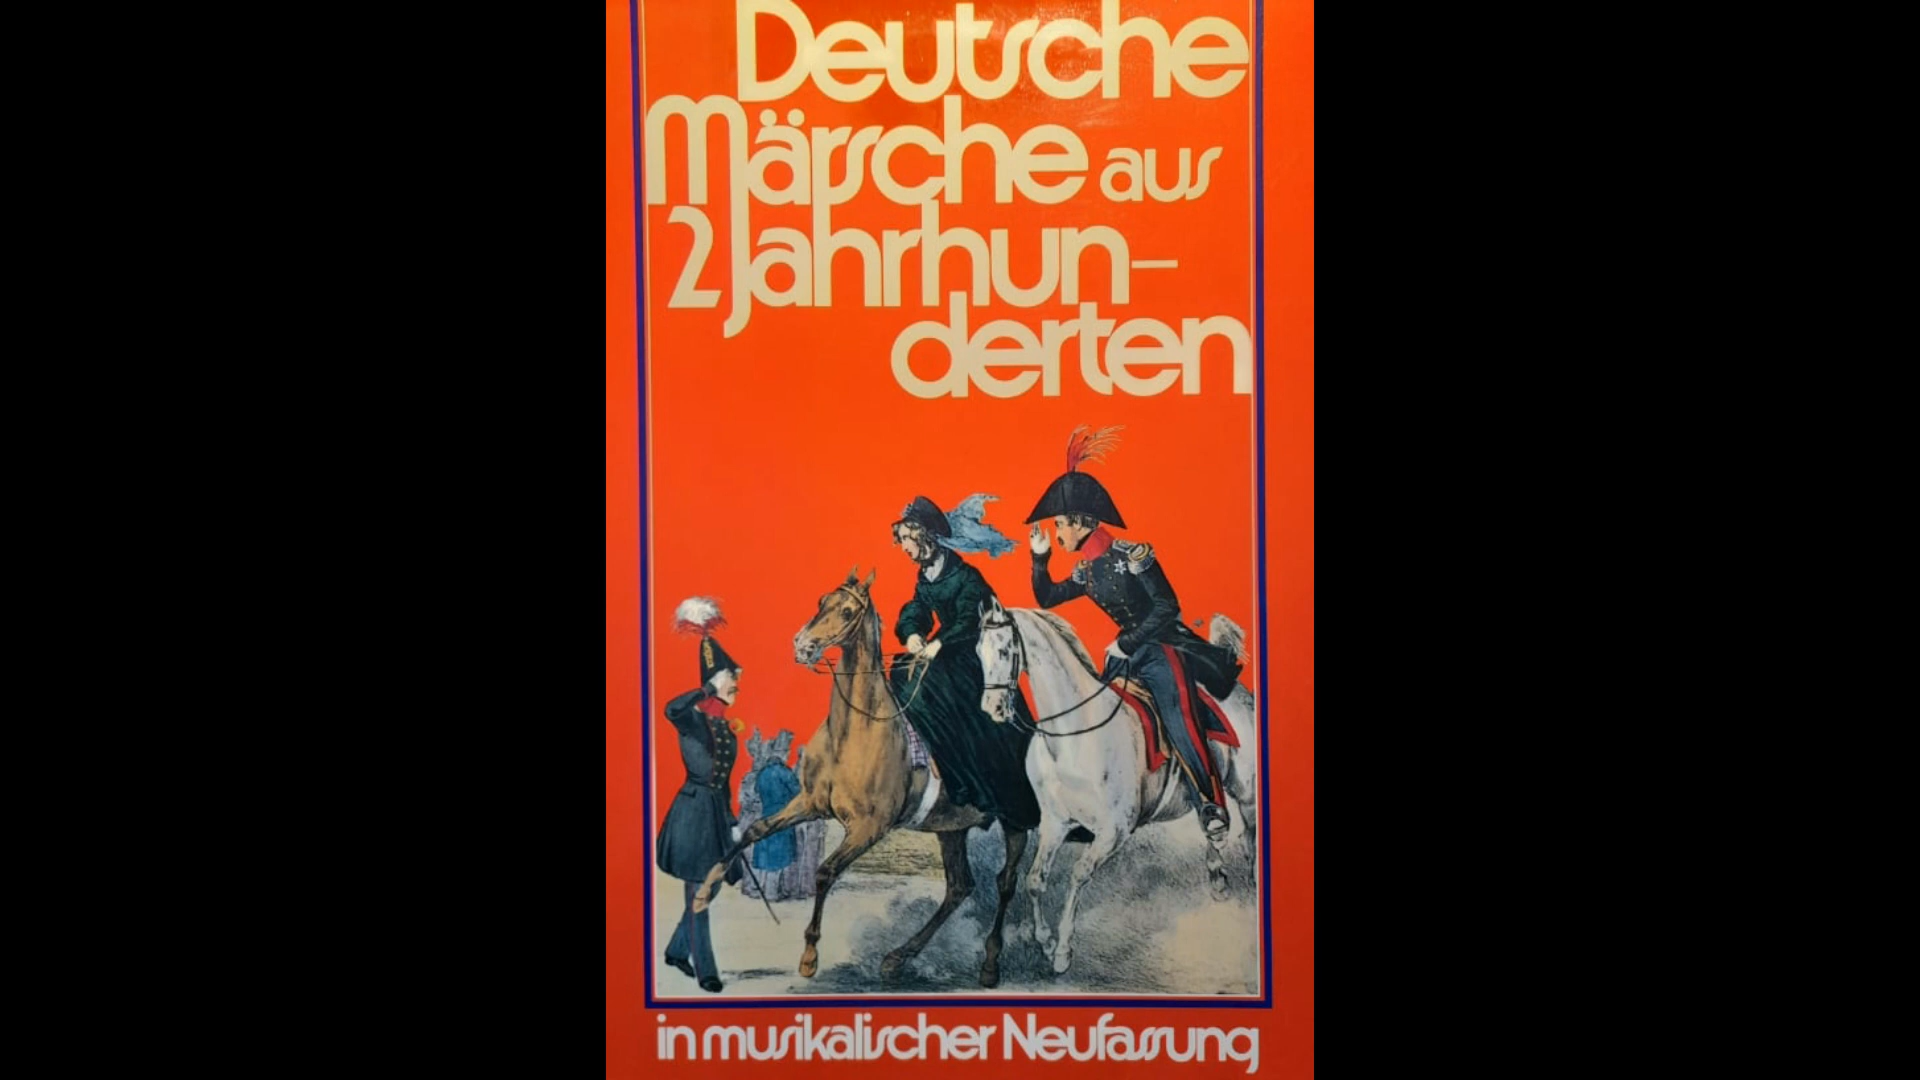 Deutsche
Märsche aus
2 Jahrhun-
derten
in musikalischer Neufassung